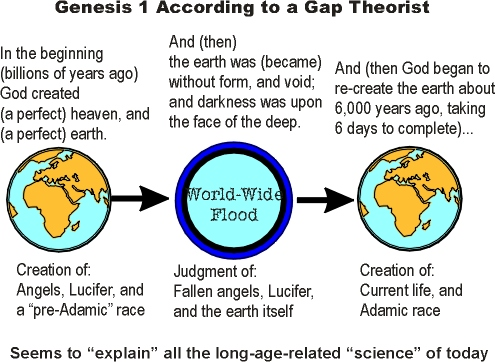 Genesis 1 According to a Gap Theorist
In the beginning
(billions of years ago)
God created
(a perfect) heaven, and
(a perfect) earth.
And (then)
the earth was (became)
without form, and void;
and darkness was upon
the face of the deep.
And (then God began to
re-create the earth about
6,000 years ago, taking
6 days to complete)...
World-Wide
Flood
Creation of:
Angels, Lucifer, and
a “pre-Adamic” race
Judgment of:
Fallen angels, Lucifer,
and the earth itself
Creation of:
Current life, and
Adamic race
Seems to “explain” all the long-age-related “science” of today